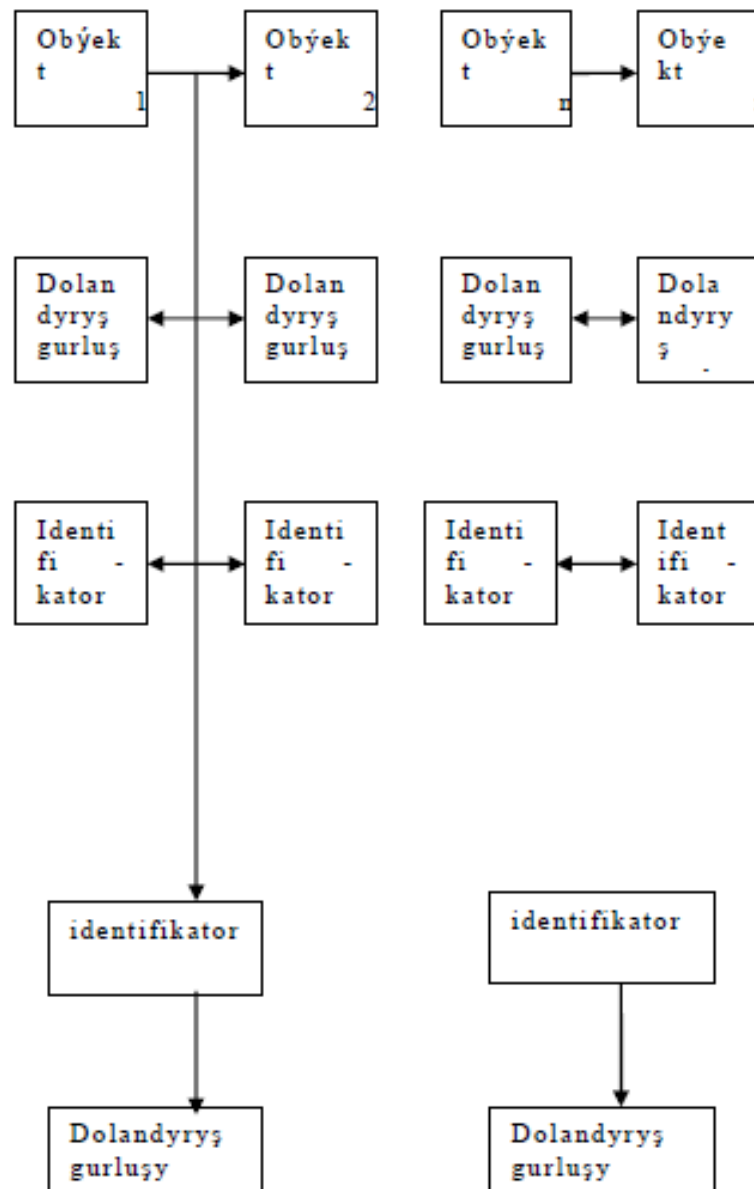 Obýek
t
1
Obýek
t
2
Obýek
t
n
Obýe
kt
Dolan
dyryş
gurluş
Dolan
dyryş
gurluş
Dolan
dyryş
gurluş
Dola
ndyry
ş
Identi
fi -
kator
Identi
fi -
kator
Identi
fi -
kator
Ident
ifi -
kator
identifikator
identifikator
Dolandyryş
gurluşy
Dolandyryş
gurluşy